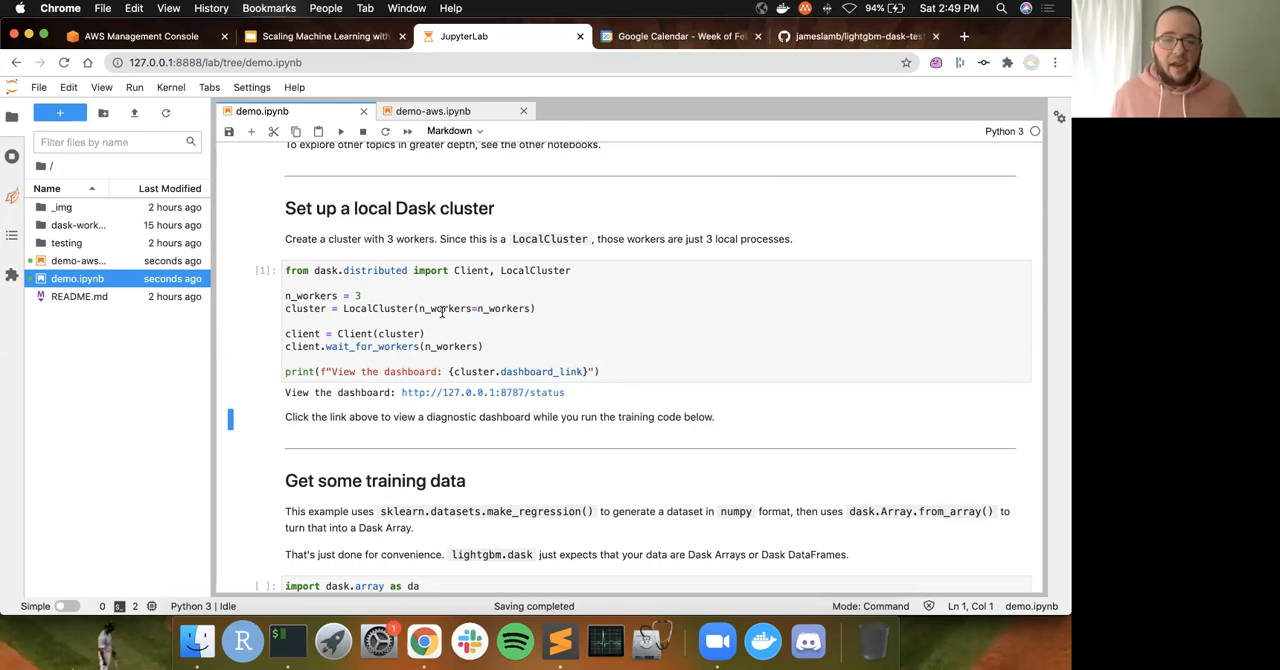 Chrome File Edit View History Bookmarks People Tab Window Help 94% Sat 2:49 PM
AWS Management Console
Scaling Machine Learning with
JupyterLab
Google Calendar - Week of Fe
jameslamb/lightgbm-dask-test
127.0.0.1:8888/lab/tree/demo.ipynb
File Edit View Run Kernel Tabs Settings Help
demo.ipynb
demo-aws.ipynb
Filter files by name
Markdown
Python 3
/
Name Last Modified
_img 2 hours ago
dask-work... 15 hours ago
testing 2 hours ago
demo-aws... seconds ago
demo.ipynb seconds ago
README.md 2 hours ago
To explore other topics in greater depth, see the other notebooks.
Set up a local Dask cluster
Create a cluster with 3 workers. Since this is a LocalCluster , those workers are just 3 local processes.
[1]: from dask.distributed import Client, LocalCluster
n_workers = 3
cluster = LocalCluster(n_workers=n_workers)
client = Client(cluster)
client.wait_for_workers(n_workers)
print(f"View the dashboard: {cluster.dashboard_link}")
View the dashboard: http://127.0.0.1:8787/status
Click the link above to view a diagnostic dashboard while you run the training code below.
Get some training data
This example uses sklearn.datasets.make_regression() to generate a dataset in numpy format, then uses dask.Array.from_array() to
turn that into a Dask Array.
That's just done for convenience. lightgbm.dask just expects that your data are Dask Arrays or Dask DataFrames.
[ ]: import dask.array as da
Simple 0 2 Python 3 | Idle Saving completed Mode: Command Ln 1, Col 1 demo.ipynb
R $ 1